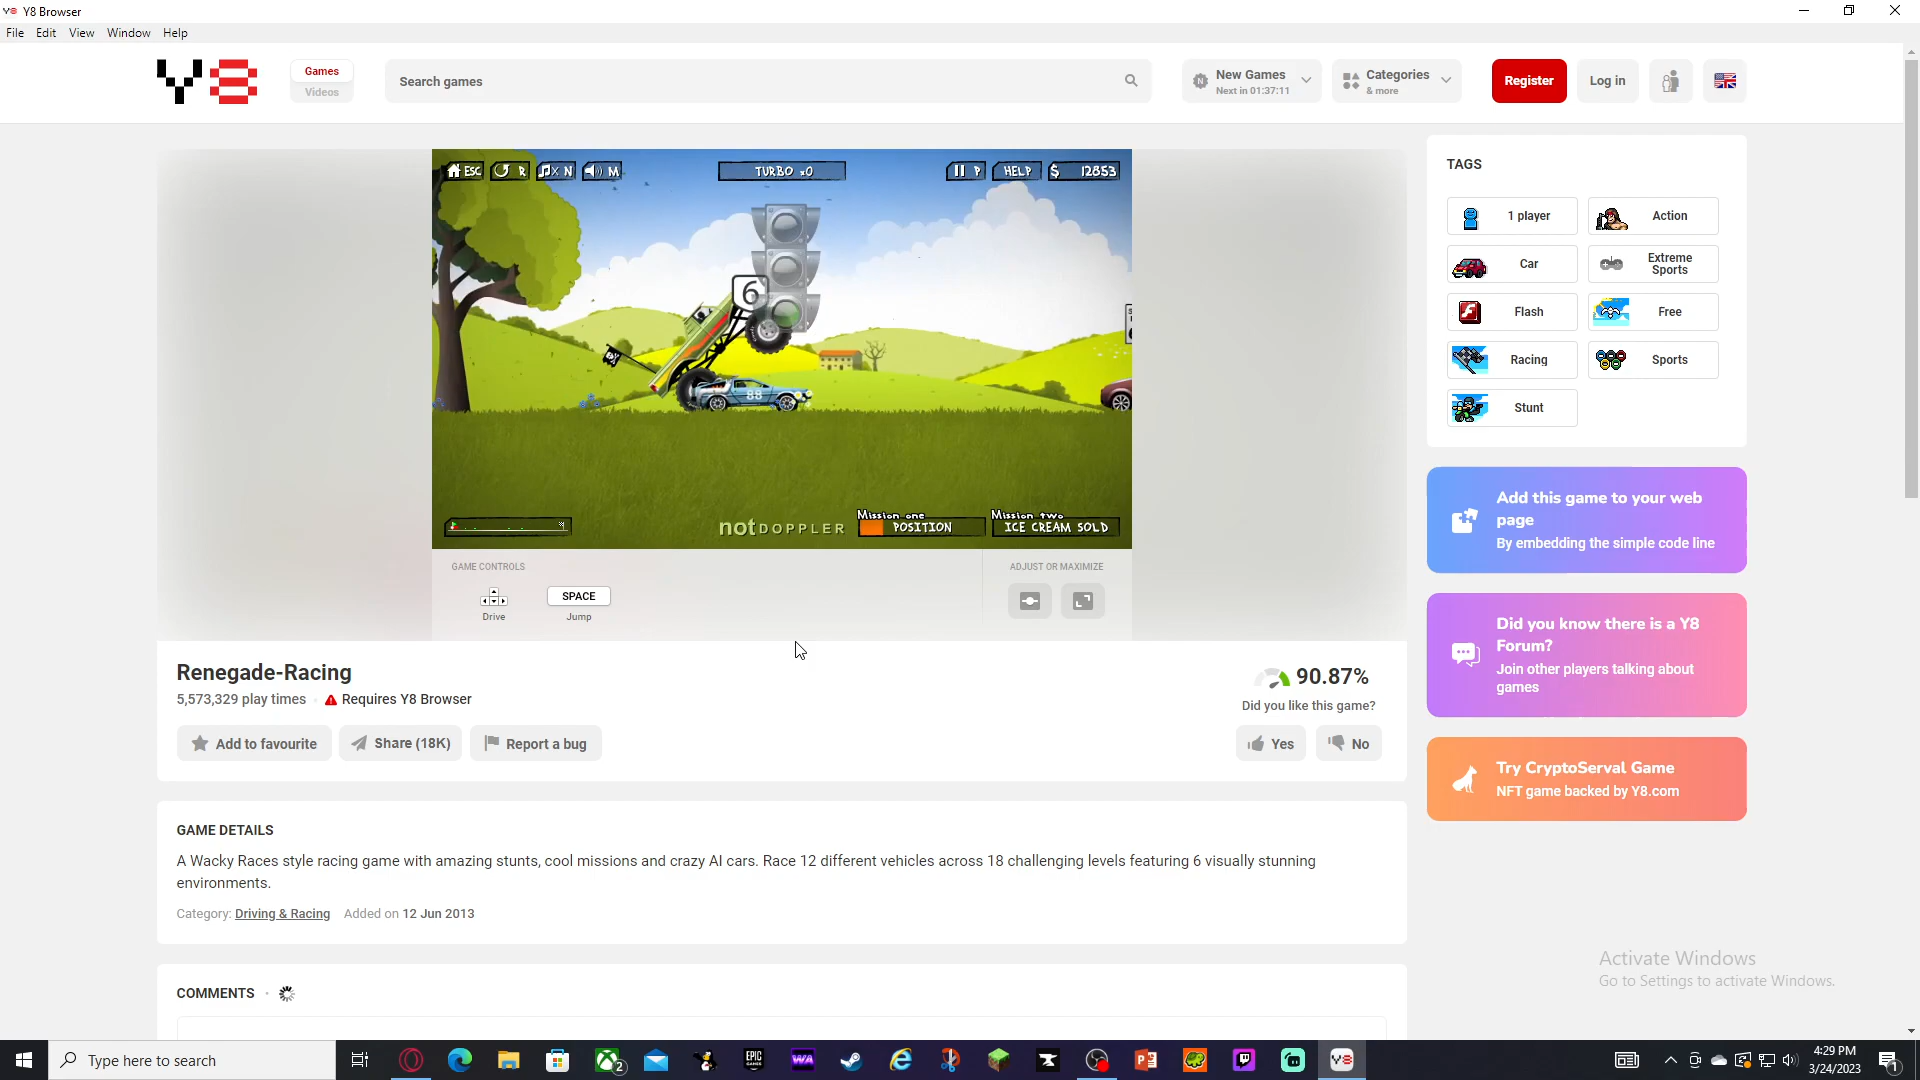 Y8 Browser
File Edit View Window Help
Y8
Games
Videos
Search games
New Games
Next in 01:37:11
Categories
& more
Register
Log in
ESC R N M
TURBO x0
P HELP $ 12853
6
88
notDOPPLER
Mission one
POSITION
Mission two
ICE CREAM SOLD
GAME CONTROLS
SPACE
Drive
Jump
ADJUST OR MAXIMIZE
TAGS
1 player
Action
Car
Extreme
Sports
Flash
Free
Racing
Sports
Stunt
Add this game to your web
page
By embedding the simple code line
Did you know there is a Y8
Forum?
Join other players talking about
games
Try CryptoServal Game
NFT game backed by Y8.com
Renegade-Racing
5,573,329 play times · Requires Y8 Browser
Add to favourite
Share (18K)
Report a bug
90.87%
Did you like this game?
Yes
No
GAME DETAILS
A Wacky Races style racing game with amazing stunts, cool missions and crazy AI cars. Race 12 different vehicles across 18 challenging levels featuring 6 visually stunning
environments.
Category: Driving & Racing Added on 12 Jun 2013
COMMENTS ·
Activate Windows
Go to Settings to activate Windows.
Type here to search
2
EPIC
GAMES
WA
Y8
4:29 PM
3/24/2023
1